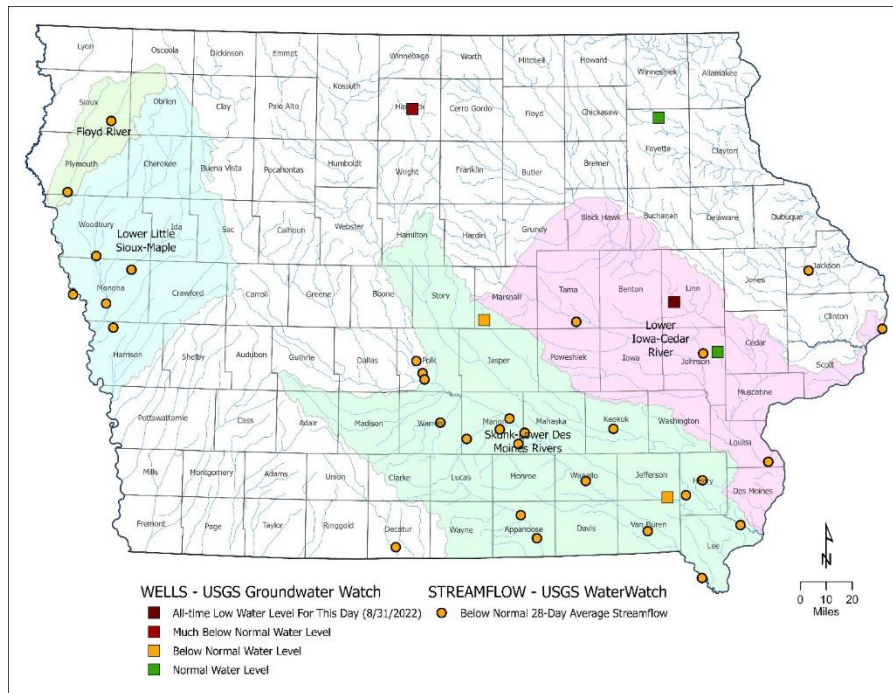 Lyon
Osceola
Dickinson
Emmet
Winnebago
Worth
Mitchell
Howard
Winneshiek
Allamakee
Kossuth
Sioux
Obrien
Clay
Palo Alto
Cerro Gordo
Floyd
Chickasaw
Floyd River
Fayette
Clayton
Plymouth
Cherokee
Buena Vista
Pocahontas
Humboldt
Wright
Franklin
Butler
Bremer
Woodbury
Ida
Sac
Calhoun
Webster
Hamilton
Hardin
Grundy
Black Hawk
Buchanan
Delaware
Dubuque
Lower Little
Sioux-Maple
Monona
Crawford
Carroll
Greene
Boone
Story
Marshall
Tama
Benton
Linn
Jones
Jackson
Clinton
Lower
Iowa-Cedar
River
Cedar
Scott
Harrison
Shelby
Audubon
Guthrie
Dallas
Polk
Jasper
Poweshiek
Iowa
Johnson
Muscatine
Pottawattamie
Cass
Adair
Madison
Warren
Marion
Mahaska
Keokuk
Washington
Louisa
Skunk-Lower Des
Moines Rivers
Mills
Montgomery
Adams
Union
Clarke
Lucas
Monroe
Wapello
Jefferson
Henry
Des Moines
Fremont
Page
Taylor
Ringgold
Decatur
Wayne
Appanoose
Davis
Van Buren
Lee
N
0 10 20
Miles
WELLS - USGS Groundwater Watch
All-time Low Water Level For This Day (8/31/2022)
Much Below Normal Water Level
Below Normal Water Level
Normal Water Level
STREAMFLOW - USGS WaterWatch
Below Normal 28-Day Average Streamflow